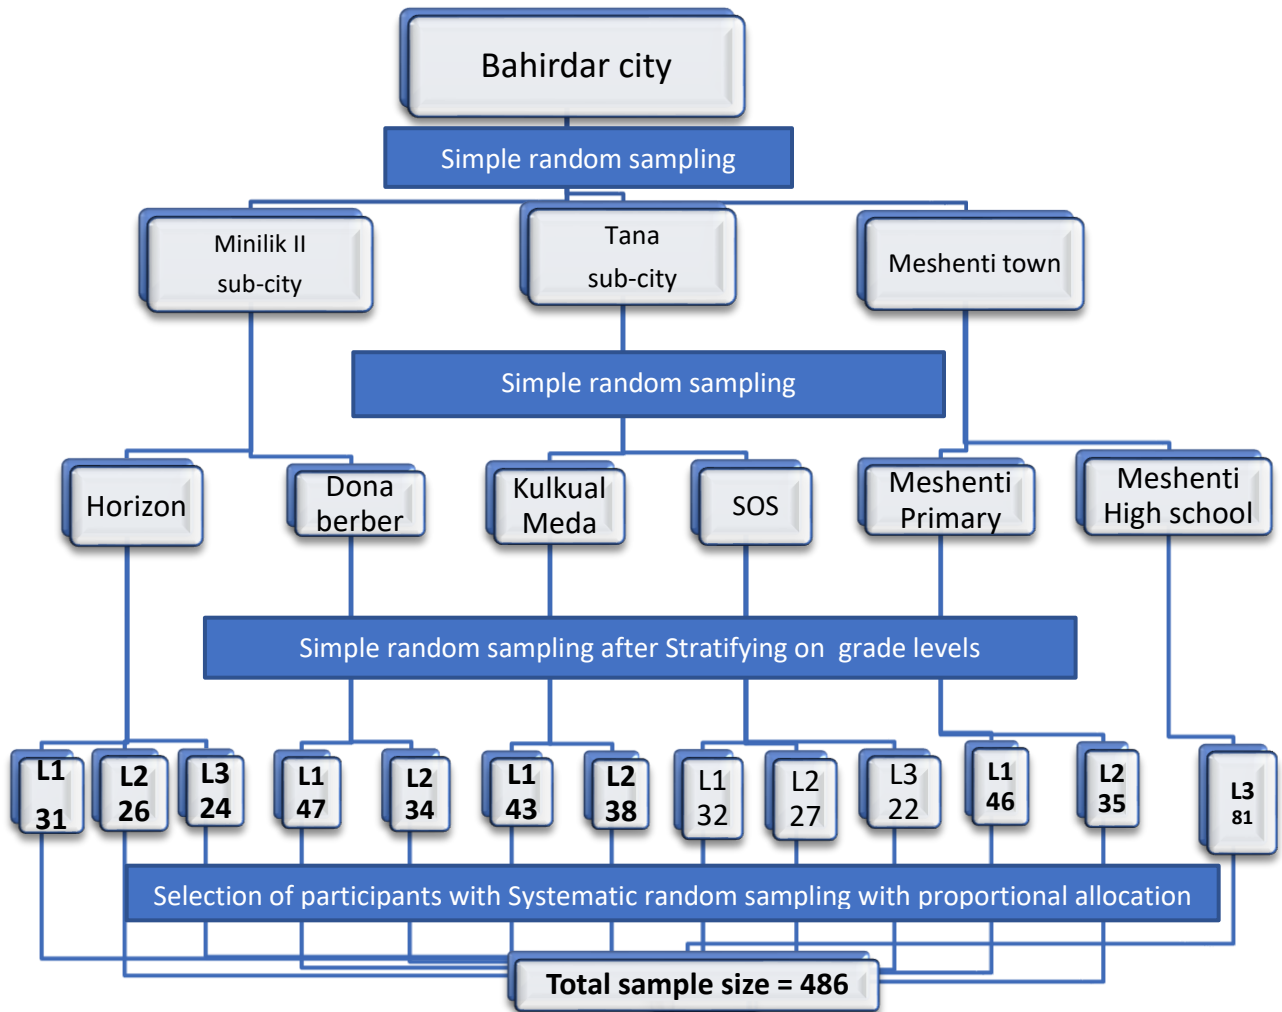 Bahirdar city
Simple random sampling
Minilik II
sub-city
Tana
sub-city
Meshenti town
Simple random sampling
Horizon
Dona
berber
Kulkual
Meda
SOS
Meshenti
Primary
Meshenti
High school
Simple random sampling after Stratifying on grade levels
L1
31
L2
26
L3
24
L1
47
L2
34
L1
43
L2
38
L1
32
L2
27
L3
22
L1
46
L2
35
L3
81
Selection of participants with Systematic random sampling with proportional allocation
Total sample size = 486